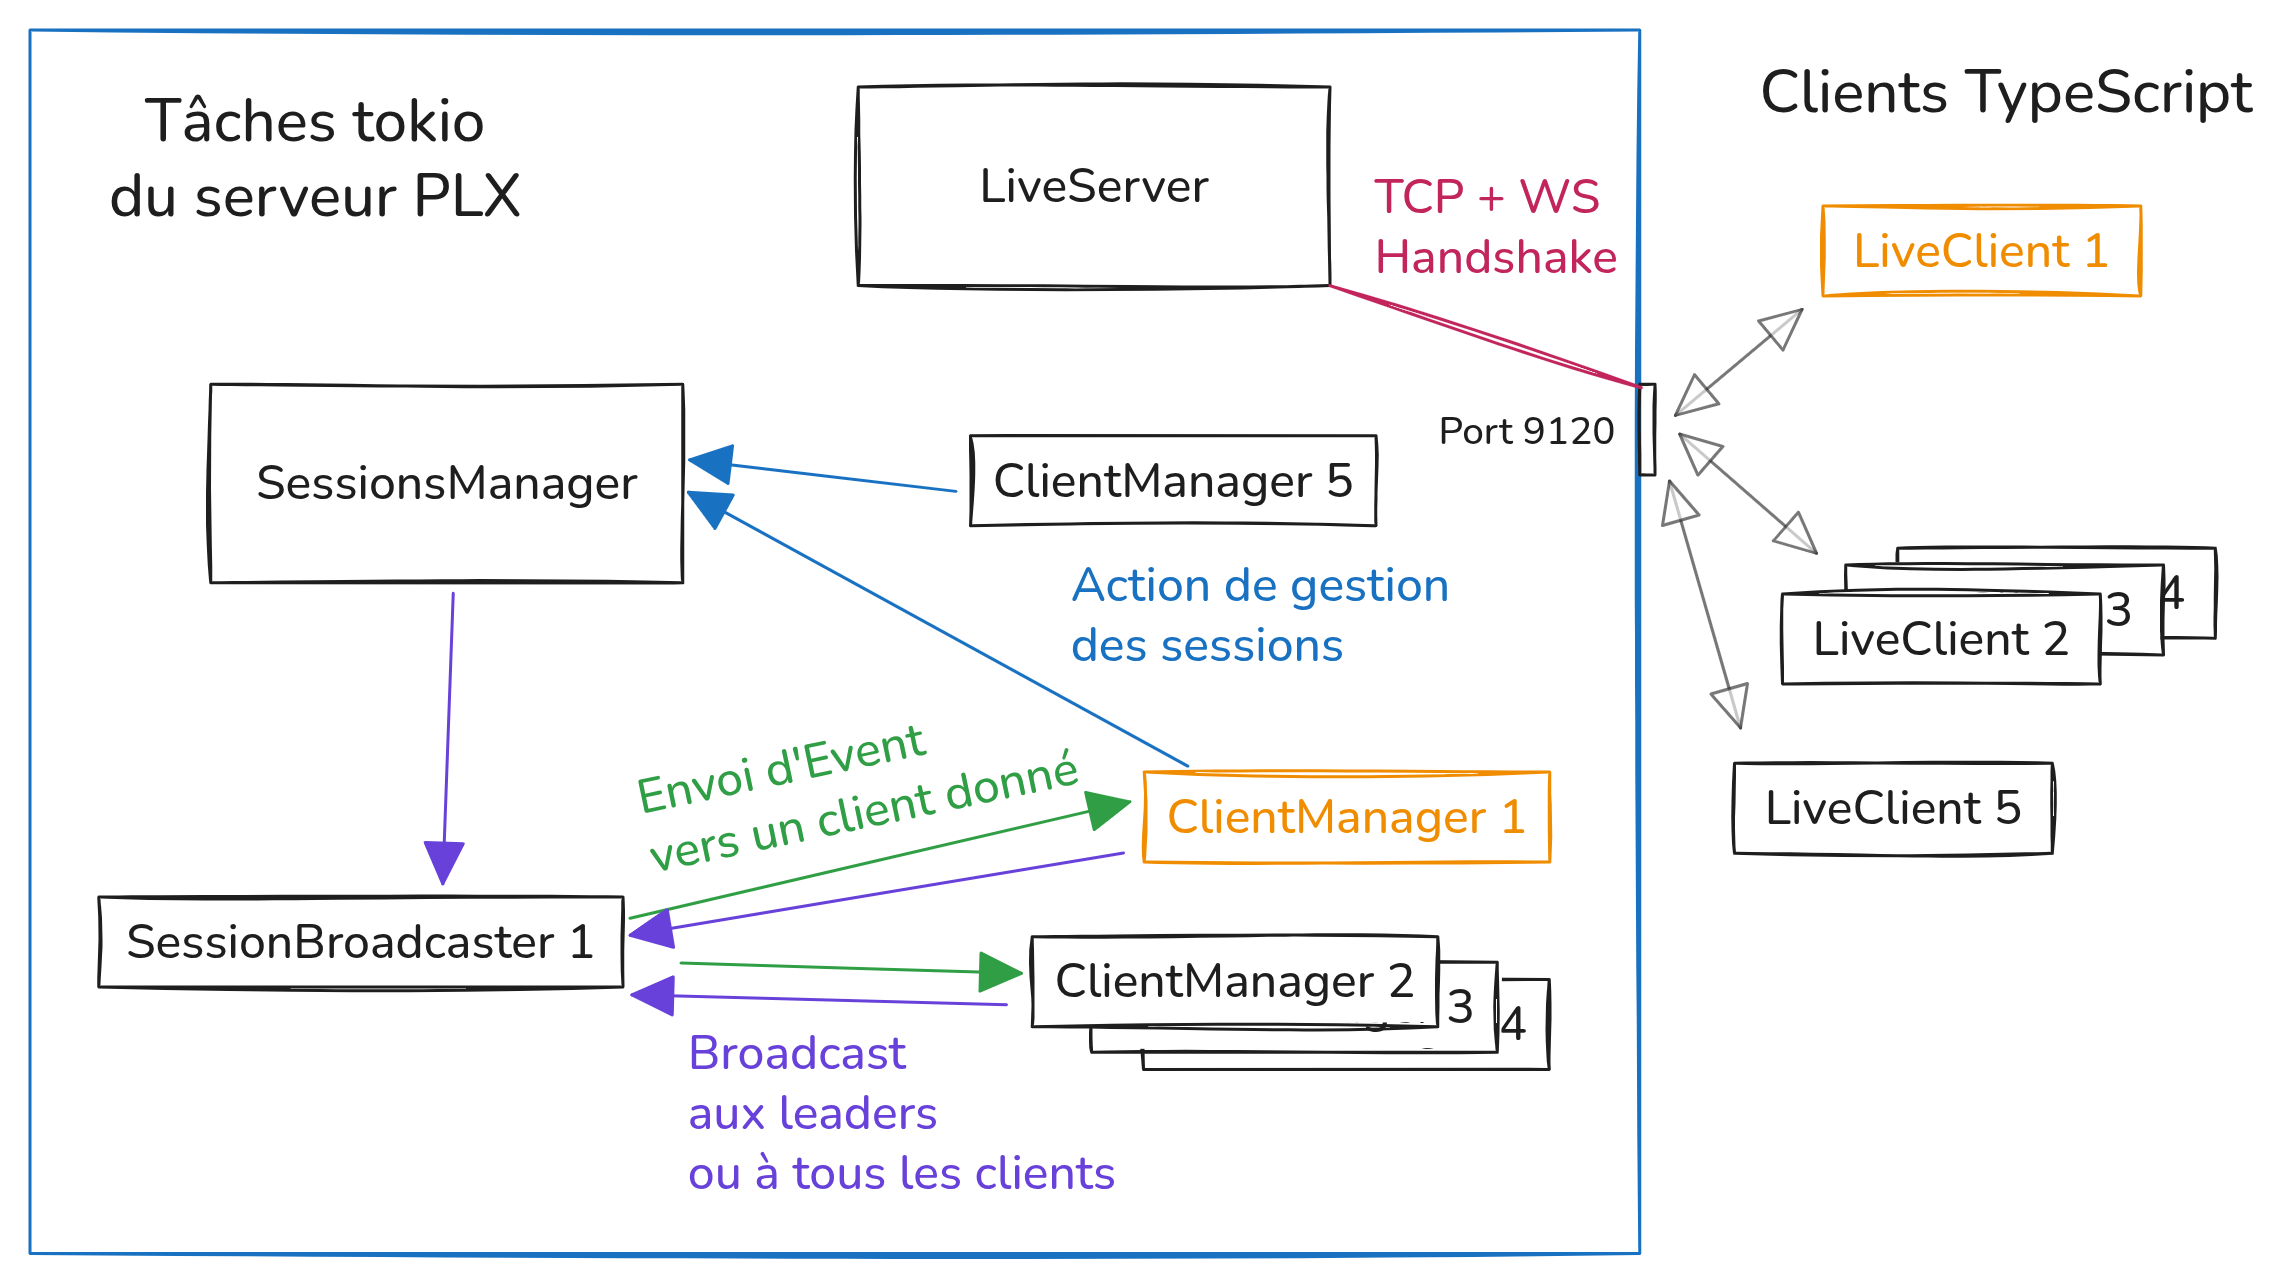 Tâches tokio
du serveur PLX
LiveServer
TCP + WS
Handshake
Clients TypeScript
LiveClient 1
SessionsManager
ClientManager 5
Port 9120
Action de gestion
des sessions
LiveClient 2
3
4
LiveClient 5
Envoi d'Event
vers un client donné
ClientManager 1
SessionBroadcaster 1
ClientManager 2
3
4
Broadcast
aux leaders
ou à tous les clients